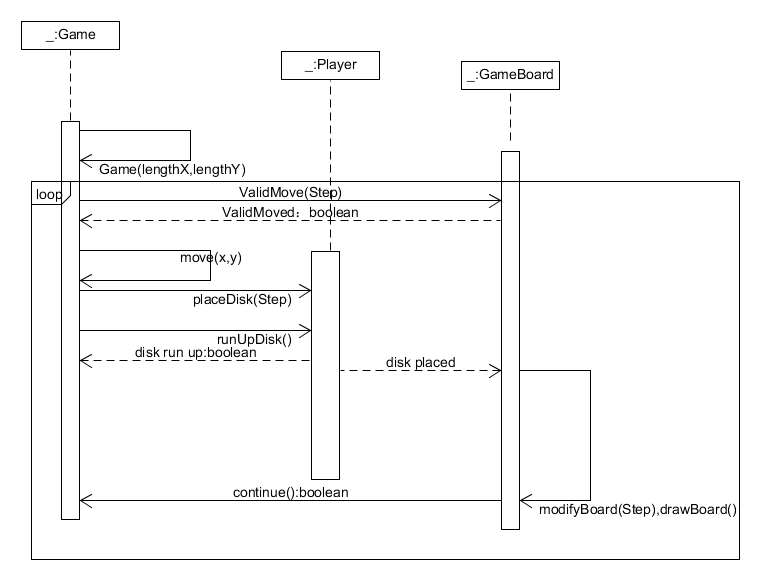 _:Game
_:Player
_:GameBoard
Game(lengthX,lengthY)
loop
ValidMove(Step)
ValidMoved：boolean
move(x,y)
placeDisk(Step)
runUpDisk()
disk run up:boolean
disk placed
continue():boolean
modifyBoard(Step),drawBoard()